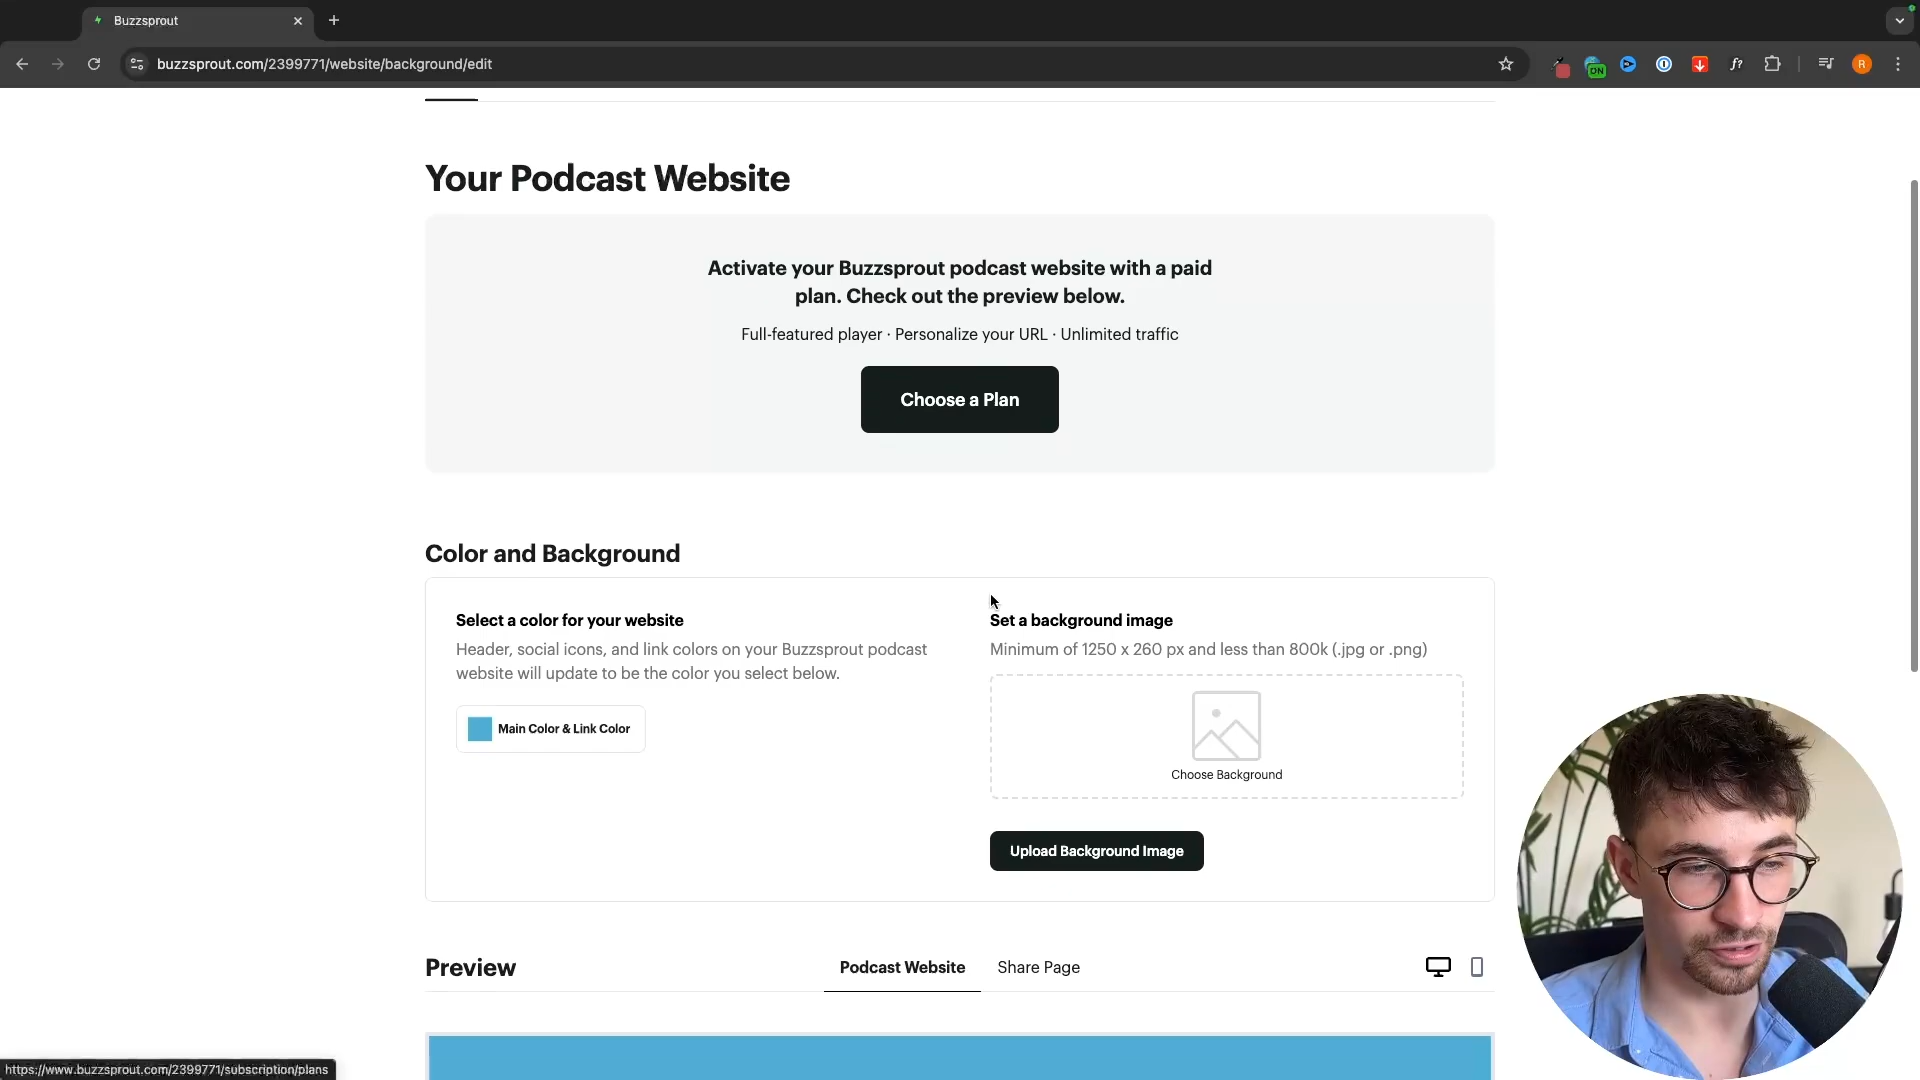 Buzzsprout
buzzsprout.com/2399771/website/background/edit
ON
f?
R
Your Podcast Website
Activate your Buzzsprout podcast website with a paid
plan. Check out the preview below.
Full-featured player · Personalize your URL · Unlimited traffic
Choose a Plan
Color and Background
Select a color for your website
Header, social icons, and link colors on your Buzzsprout podcast
website will update to be the color you select below.
Main Color & Link Color
Set a background image
Minimum of 1250 x 260 px and less than 800k (.jpg or .png)
Choose Background
Upload Background Image
Preview
Podcast Website
Share Page
https://www.buzzsprout.com/2399771/subscription/plans